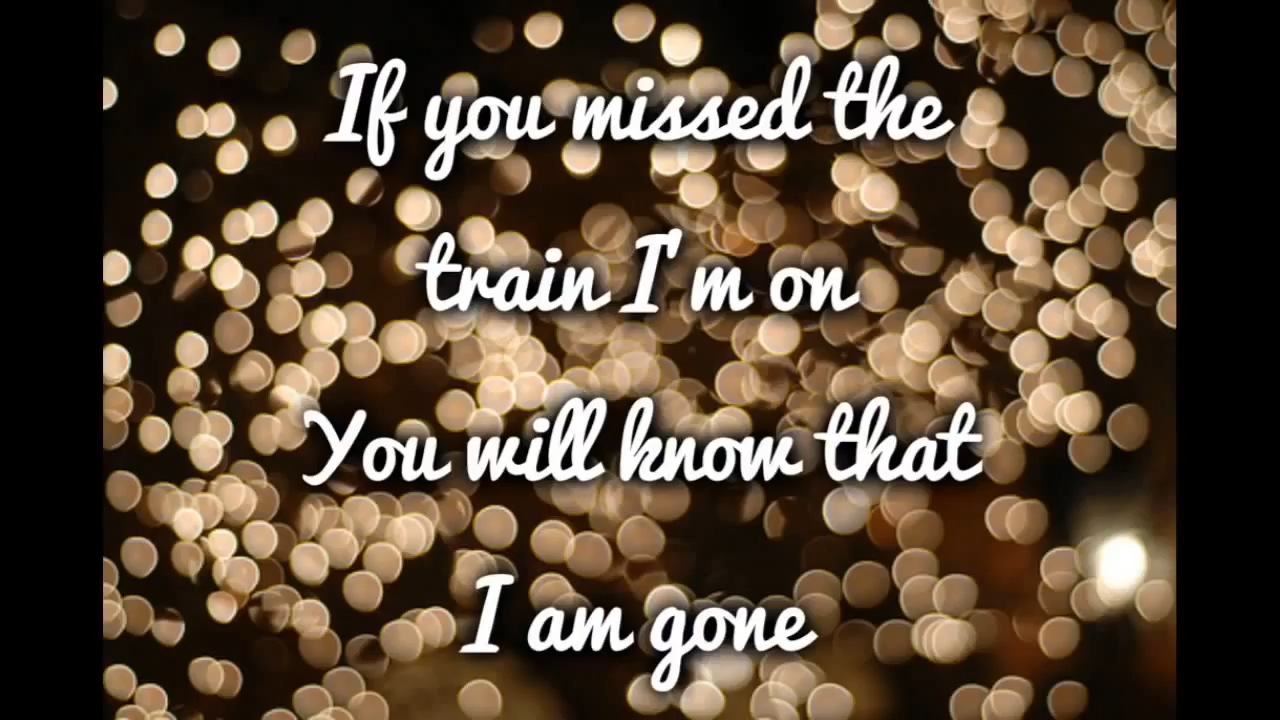 If you missed the
train I'm on
You will know that
I am gone